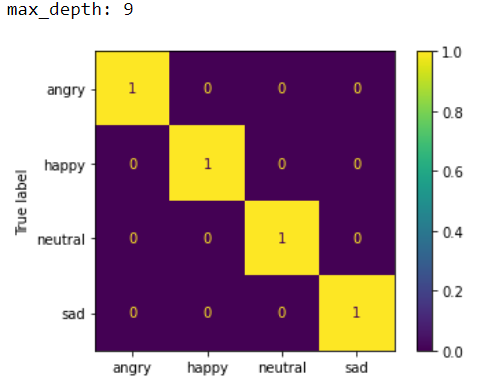 max_depth: 9
True label
angry 1 0 0 0
happy 0 1 0 0
neutral 0 0 1 0
sad 0 0 0 1
angry happy neutral sad
1.0
0.8
0.6
0.4
0.2
0.0